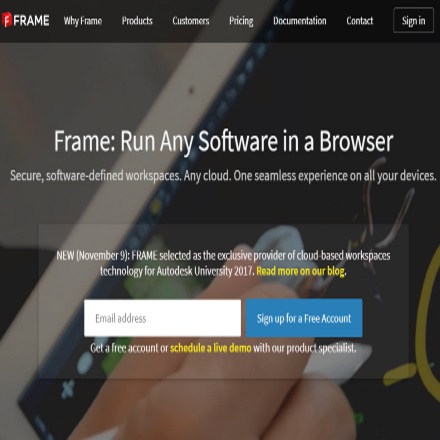 FRAME Why Frame Products Customers Pricing Documentation Contact Sign in
Frame: Run Any Software in a Browser
Secure, software-defined workspaces. Any cloud. One seamless experience on all your devices.
NEW (November 9): FRAME selected as the exclusive provider of cloud-based workspaces
technology for Autodesk University 2017. Read more on our blog.
Email address Sign up for a Free Account
Get a free account or schedule a live demo with our product specialist.